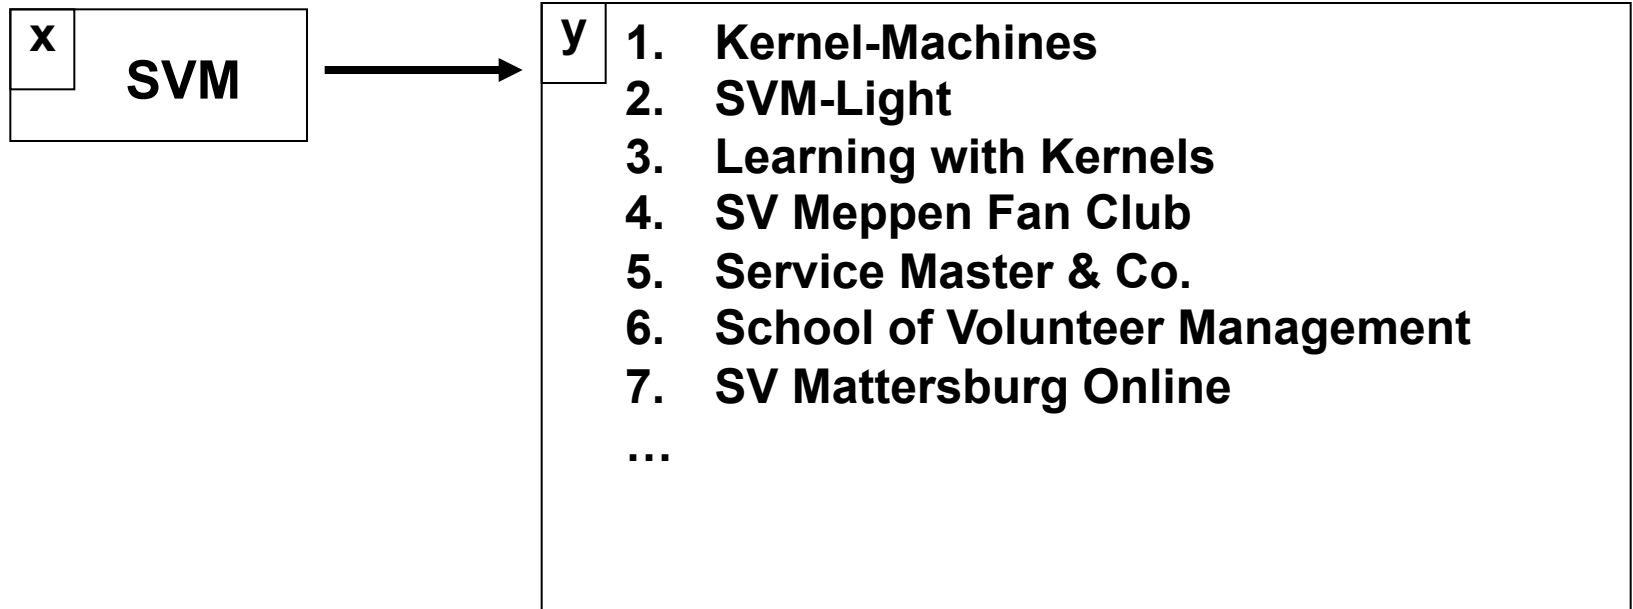 x
SVM
y
1. Kernel-Machines
2. SVM-Light
3. Learning with Kernels
4. SV Meppen Fan Club
5. Service Master & Co.
6. School of Volunteer Management
7. SV Mattersburg Online
…